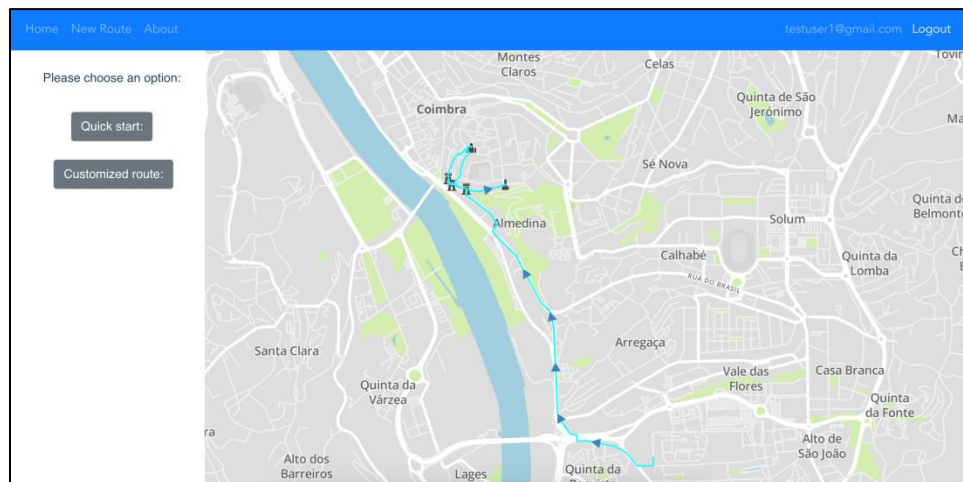 Home New Route About
testuser1@gmail.com Logout
Please choose an option:
Quick start:
Customized route:
Montes
Claros
Celas
Coimbra
Quinta de São
Jerónimo
Sé Nova
Almedina
Solum
Calhabé
Quinta da
Lomba
RUA DO BRASIL
Arregaça
Santa Clara
Quinta da
Várzea
Vale das
Flores
Casa Branca
Quinta
da Fonte
Alto de
São João
Alto dos
Barreiros
Lages
Quinta da